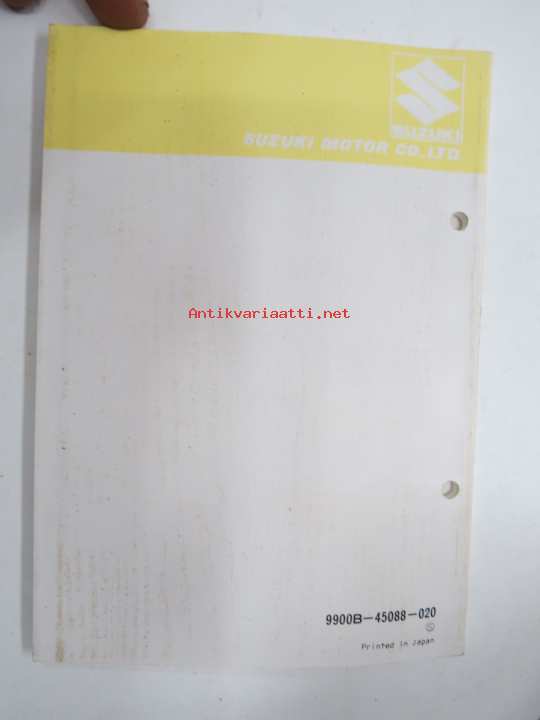 SUZUKI
SUZUKI MOTOR CO.,LTD.
Antikvariaatti.net
9900B-45088-020
Printed in Japan